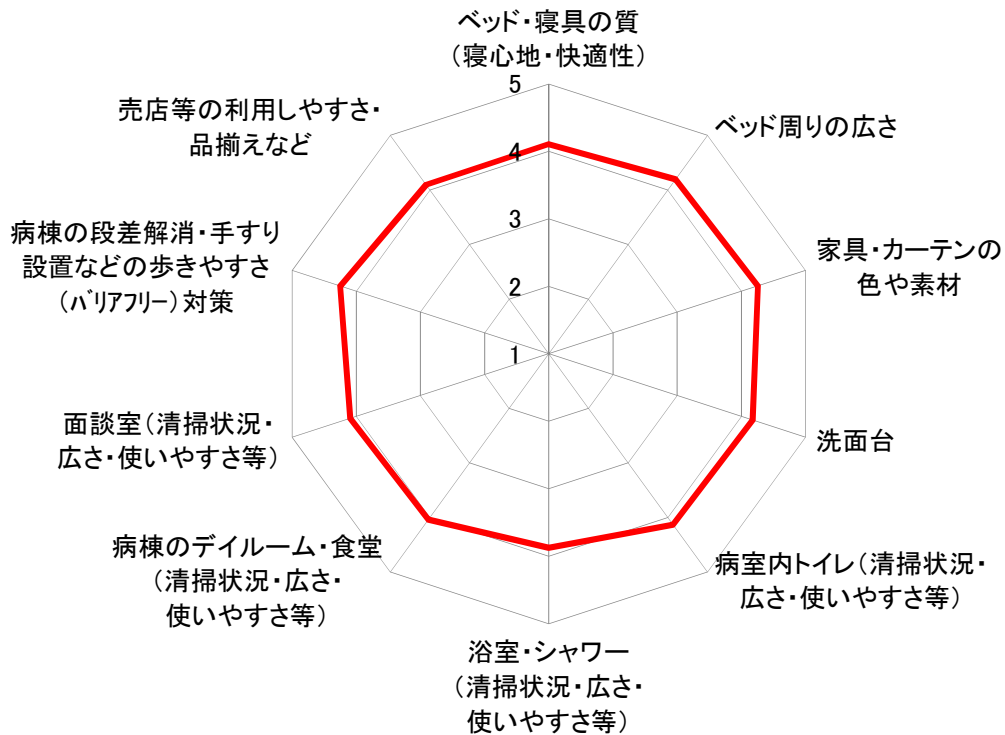 ベッド・寝具の質
（寝心地・快適性）
ベッド周りの広さ
家具・カーテンの
色や素材
洗面台
病室内トイレ（清掃状況・
広さ・使いやすさ等）
浴室・シャワー
（清掃状況・広さ・
使いやすさ等）
病棟のデイルーム・食堂
（清掃状況・広さ・
使いやすさ等）
面談室（清掃状況・
広さ・使いやすさ等）
病棟の段差解消・手すり
設置などの歩きやすさ
（ﾊﾞﾘｱﾌﾘｰ）対策
売店等の利用しやすさ・
品揃えなど
5
4
3
2
1